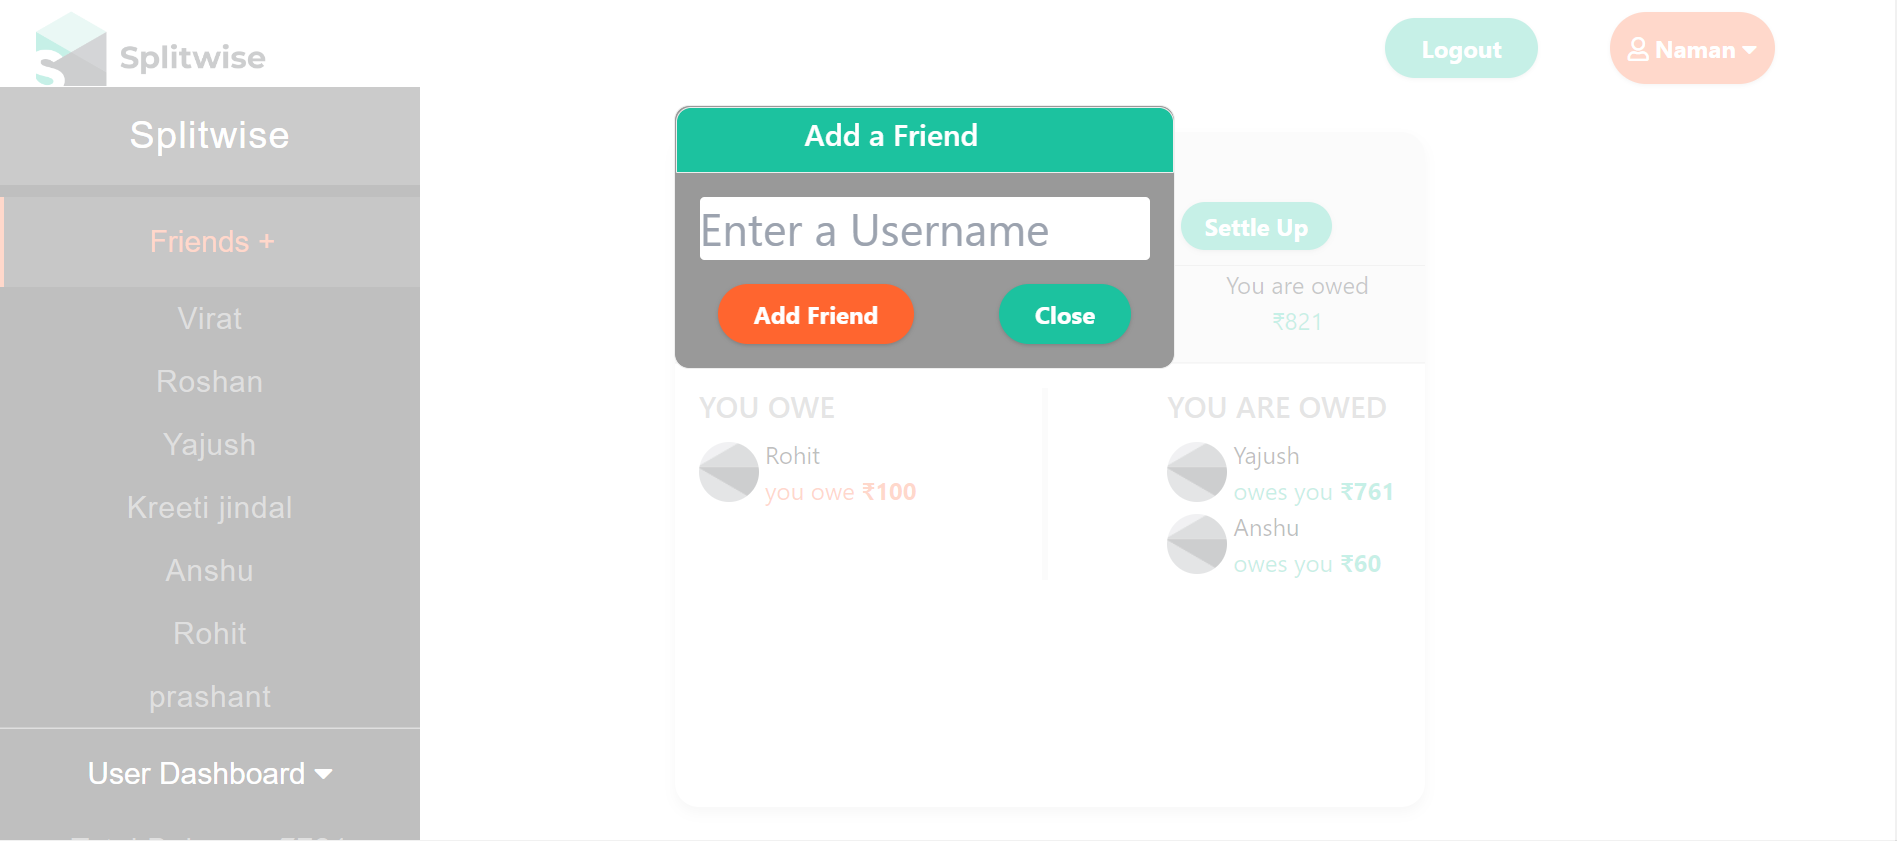 Splitwise
Logout
Naman
Splitwise
Friends +
Virat
Roshan
Yajush
Kreeti jindal
Anshu
Rohit
prashant
User Dashboard
Add a Friend
Enter a Username
Add Friend
Close
Settle Up
You are owed
₹821
YOU OWE
Rohit
you owe ₹100
YOU ARE OWED
Yajush
owes you ₹761
Anshu
owes you ₹60